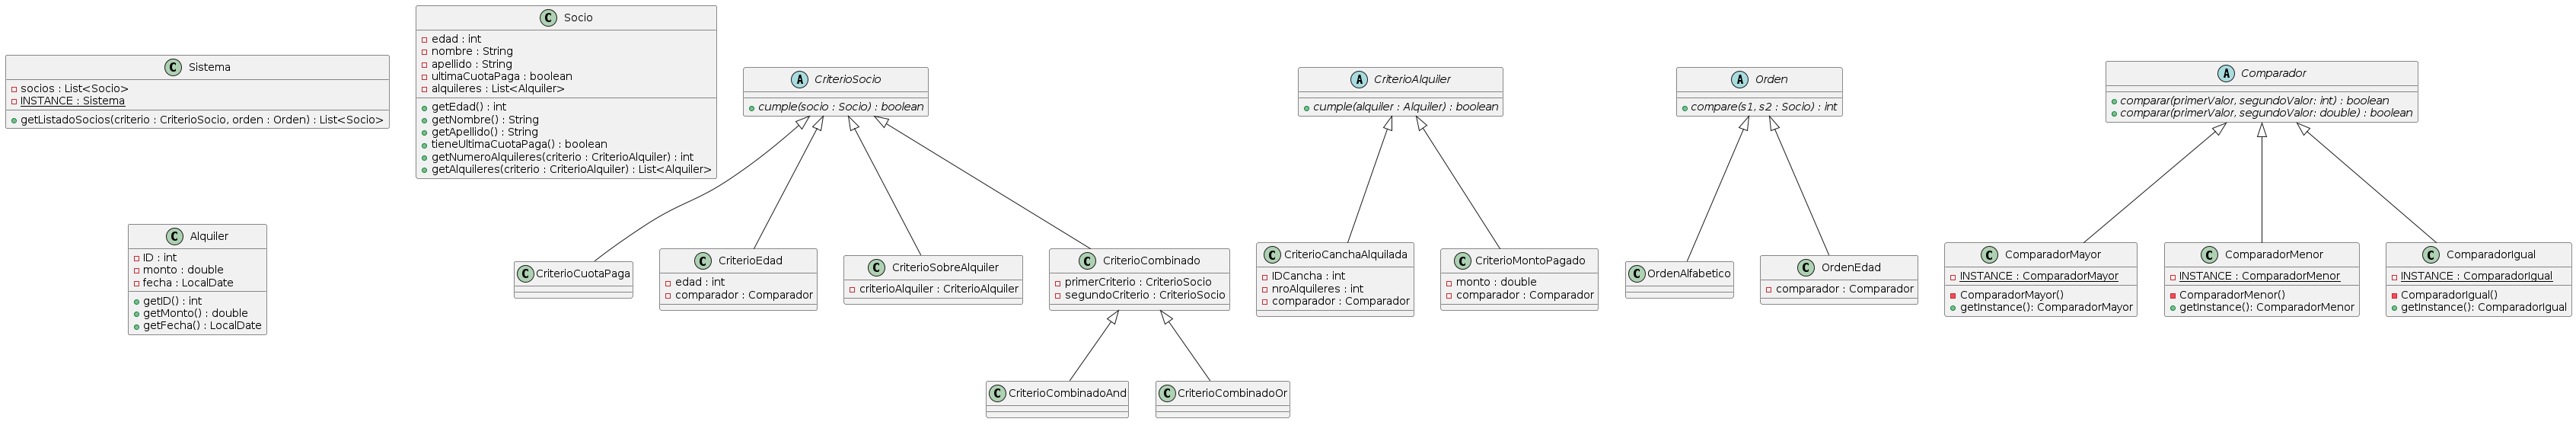 C Sistema
socios : List<Socio>
INSTANCE : Sistema
getListadoSocios(criterio : CriterioSocio, orden : Orden) : List<Socio>
C Socio
edad : int
nombre : String
apellido : String
ultimaCuotaPaga : boolean
alquileres : List<Alquiler>
getEdad() : int
getNombre() : String
getApellido() : String
tieneUltimaCuotaPaga() : boolean
getNumeroAlquileres(criterio : CriterioAlquiler) : int
getAlquileres(criterio : CriterioAlquiler) : List<Alquiler>
A CriterioSocio
cumple(socio : Socio) : boolean
A CriterioAlquiler
cumple(alquiler : Alquiler) : boolean
A Orden
compare(s1, s2 : Socio) : int
A Comparador
comparar(primerValor, segundoValor: int) : boolean
comparar(primerValor, segundoValor: double) : boolean
C Alquiler
ID : int
monto : double
fecha : LocalDate
getID() : int
getMonto() : double
getFecha() : LocalDate
C CriterioCuotaPaga
C CriterioEdad
edad : int
comparador : Comparador
C CriterioSobreAlquiler
criterioAlquiler : CriterioAlquiler
C CriterioCombinado
primerCriterio : CriterioSocio
segundoCriterio : CriterioSocio
C CriterioCanchaAlquilada
IDCancha : int
nroAlquileres : int
comparador : Comparador
C CriterioMontoPagado
monto : double
comparador : Comparador
C OrdenAlfabetico
C OrdenEdad
comparador : Comparador
C ComparadorMayor
INSTANCE : ComparadorMayor
ComparadorMayor()
getInstance(): ComparadorMayor
C ComparadorMenor
INSTANCE : ComparadorMenor
ComparadorMenor()
getInstance(): ComparadorMenor
C ComparadorIgual
INSTANCE : ComparadorIgual
ComparadorIgual()
getInstance(): ComparadorIgual
C CriterioCombinadoAnd
C CriterioCombinadoOr